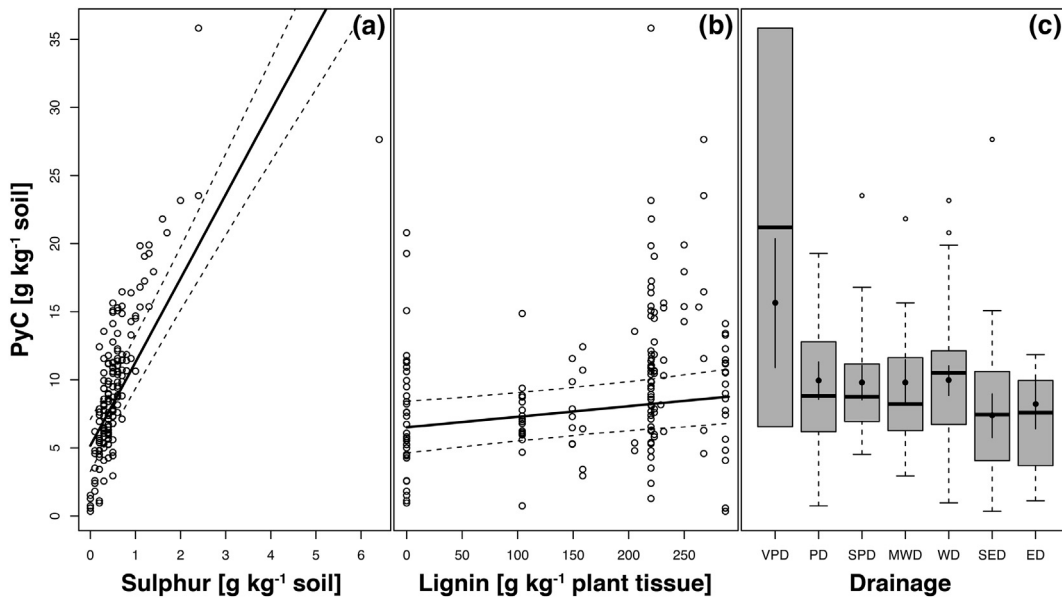 (a)
(b)
(c)
35
30
25
20
15
10
5
0
PyC [g kg⁻¹ soil]
0 1 2 3 4 5 6
Sulphur [g kg⁻¹ soil]
0 50 100 150 200 250
Lignin [g kg⁻¹ plant tissue]
VPD PD SPD MWD WD SED ED
Drainage